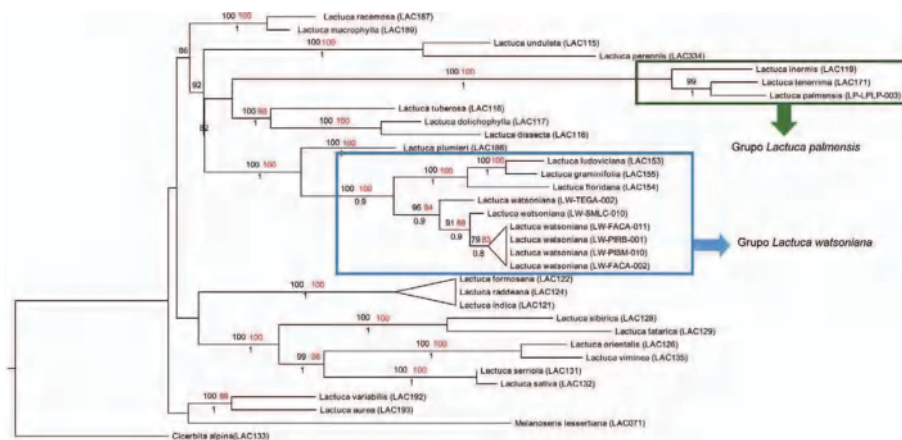 100 100
Lactuca racemosa (LAC187)
1
Lactuca macrophylla (LAC189)
86
100 100
Lactuca undulata (LAC115)
1
Lactuca perennis (LAC334)
92
100 100
1
Lactuca inermis (LAC119)
99
Lactuca tenerrima (LAC171)
1
Lactuca palmensis (LP-LPLP-003)
Grupo Lactuca palmensis
82
Lactuca tuberosa (LAC118)
100 98
1
100 100
Lactuca dolichophylla (LAC117)
1
Lactuca dissecta (LAC116)
100 100
1
100 100
Lactuca plumieri (LAC186)
1
100 100
0.9
100 100
Lactuca ludoviciana (LAC153)
1
100 100
Lactuca graminifolia (LAC155)
1
Lactuca floridana (LAC154)
96 94
0.9
Lactuca watsoniana (LW-TEGA-002)
91 88
Lactuca watsoniana (LW-SMLC-010)
0.9
Lactuca watsoniana (LW-FACA-011)
79 83
Lactuca watsoniana (LW-PIRB-001)
0.8
Lactuca watsoniana (LW-PISM-010)
Lactuca watsoniana (LW-FACA-002)
Grupo Lactuca watsoniana
Lactuca formosana (LAC122)
100 100
Lactuca raddeana (LAC124)
1
Lactuca indica (LAC121)
100 100
1
100 100
Lactuca sibirica (LAC128)
1
Lactuca tatarica (LAC129)
99
1
100 100
Lactuca orientalis (LAC126)
1
Lactuca viminea (LAC135)
100 100
Lactuca serriola (LAC131)
1
Lactuca sativa (LAC132)
100 99
Lactuca variabilis (LAC192)
1
Lactuca aurea (LAC193)
Melanoseris lessertiana (LAC071)
Cicerbita alpina(LAC133)